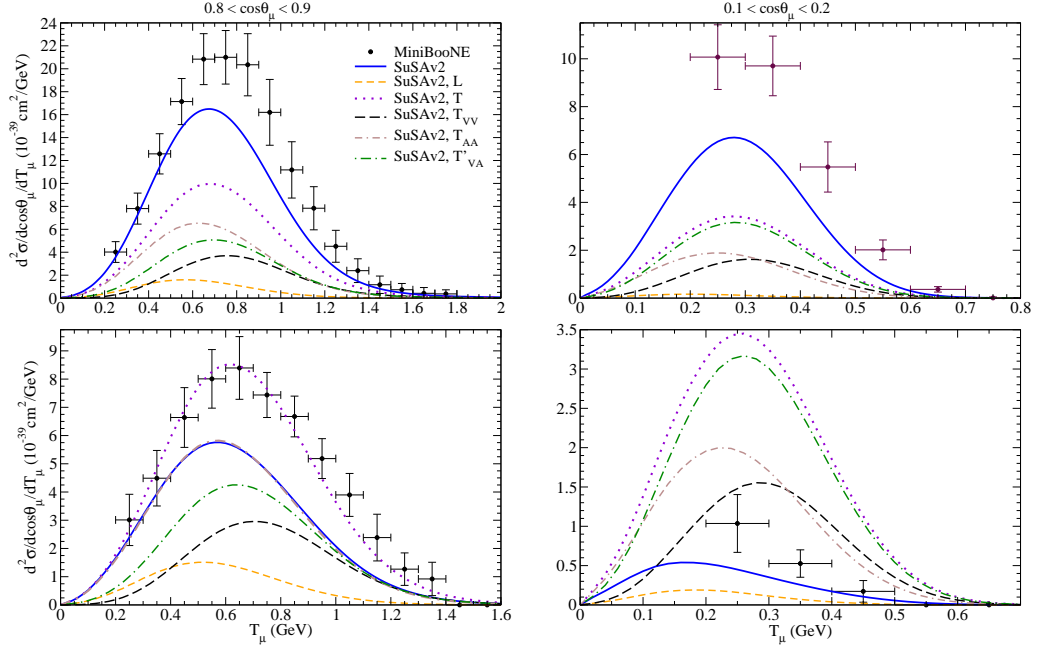 0.8 < cosθμ < 0.9
0.1 < cosθμ < 0.2
24
22
20
18
16
14
12
10
8
6
4
2
0
d²σ/dcosθμ/dTμ (10⁻³⁹ cm²/GeV)
MiniBooNE
SuSAv2
SuSAv2, L
SuSAv2, T
SuSAv2, T_VV
SuSAv2, T_AA
SuSAv2, T'_VA
0 0.2 0.4 0.6 0.8 1 1.2 1.4 1.6 1.8 2
10
8
6
4
2
0
0 0.1 0.2 0.3 0.4 0.5 0.6 0.7 0.8
9
8
7
6
5
4
3
2
1
0
d²σ/dcosθμ/dTμ (10⁻³⁹ cm²/GeV)
0 0.2 0.4 0.6 0.8 1 1.2 1.4 1.6
Tμ (GeV)
3.5
3
2.5
2
1.5
1
0.5
0
0 0.1 0.2 0.3 0.4 0.5 0.6
Tμ (GeV)